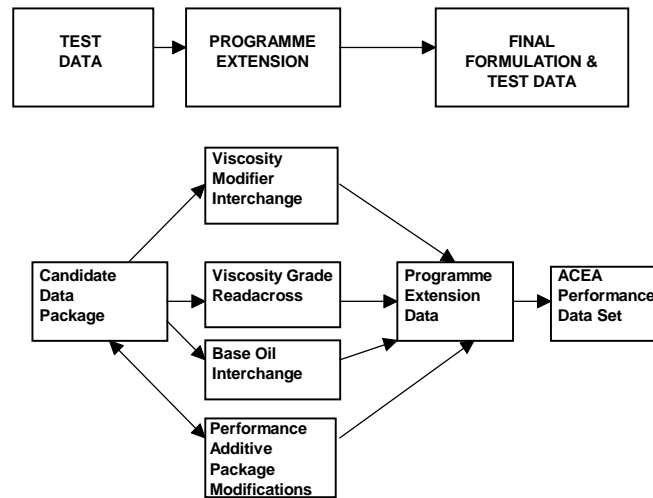 TEST
DATA
PROGRAMME
EXTENSION
FINAL
FORMULATION &
TEST DATA
Viscosity
Modifier
Interchange
Candidate
Data
Package
Viscosity Grade
Readacross
Base Oil
Interchange
Performance
Additive
Package
Modifications
Programme
Extension
Data
ACEA
Performance
Data Set